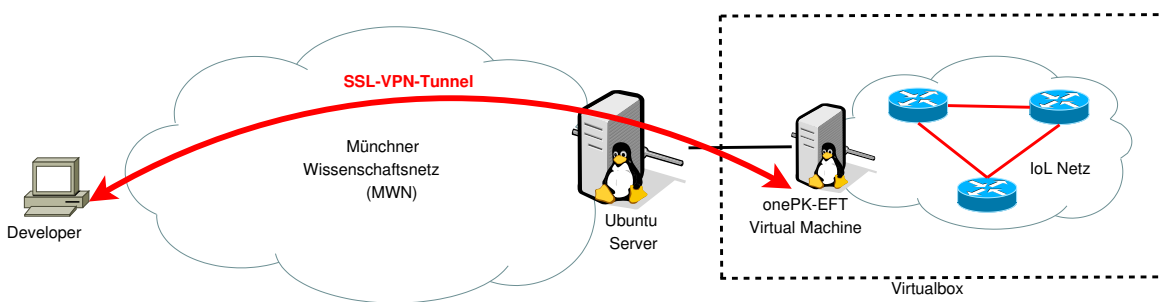 SSL-VPN-Tunnel
Münchner
Wissenschaftsnetz
(MWN)
Developer
Ubuntu
Server
onePK-EFT
Virtual Machine
IoL Netz
Virtualbox